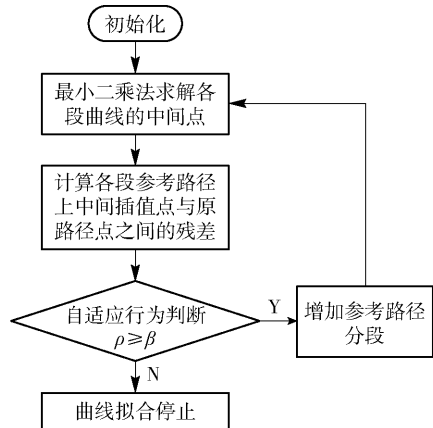 初始化
最小二乘法求解各
段曲线的中间点
计算各段参考路径
上中间插值点与原
路径点之间的残差
自适应行为判断
ρ≥β
Y
增加参考路径
分段
N
曲线拟合停止